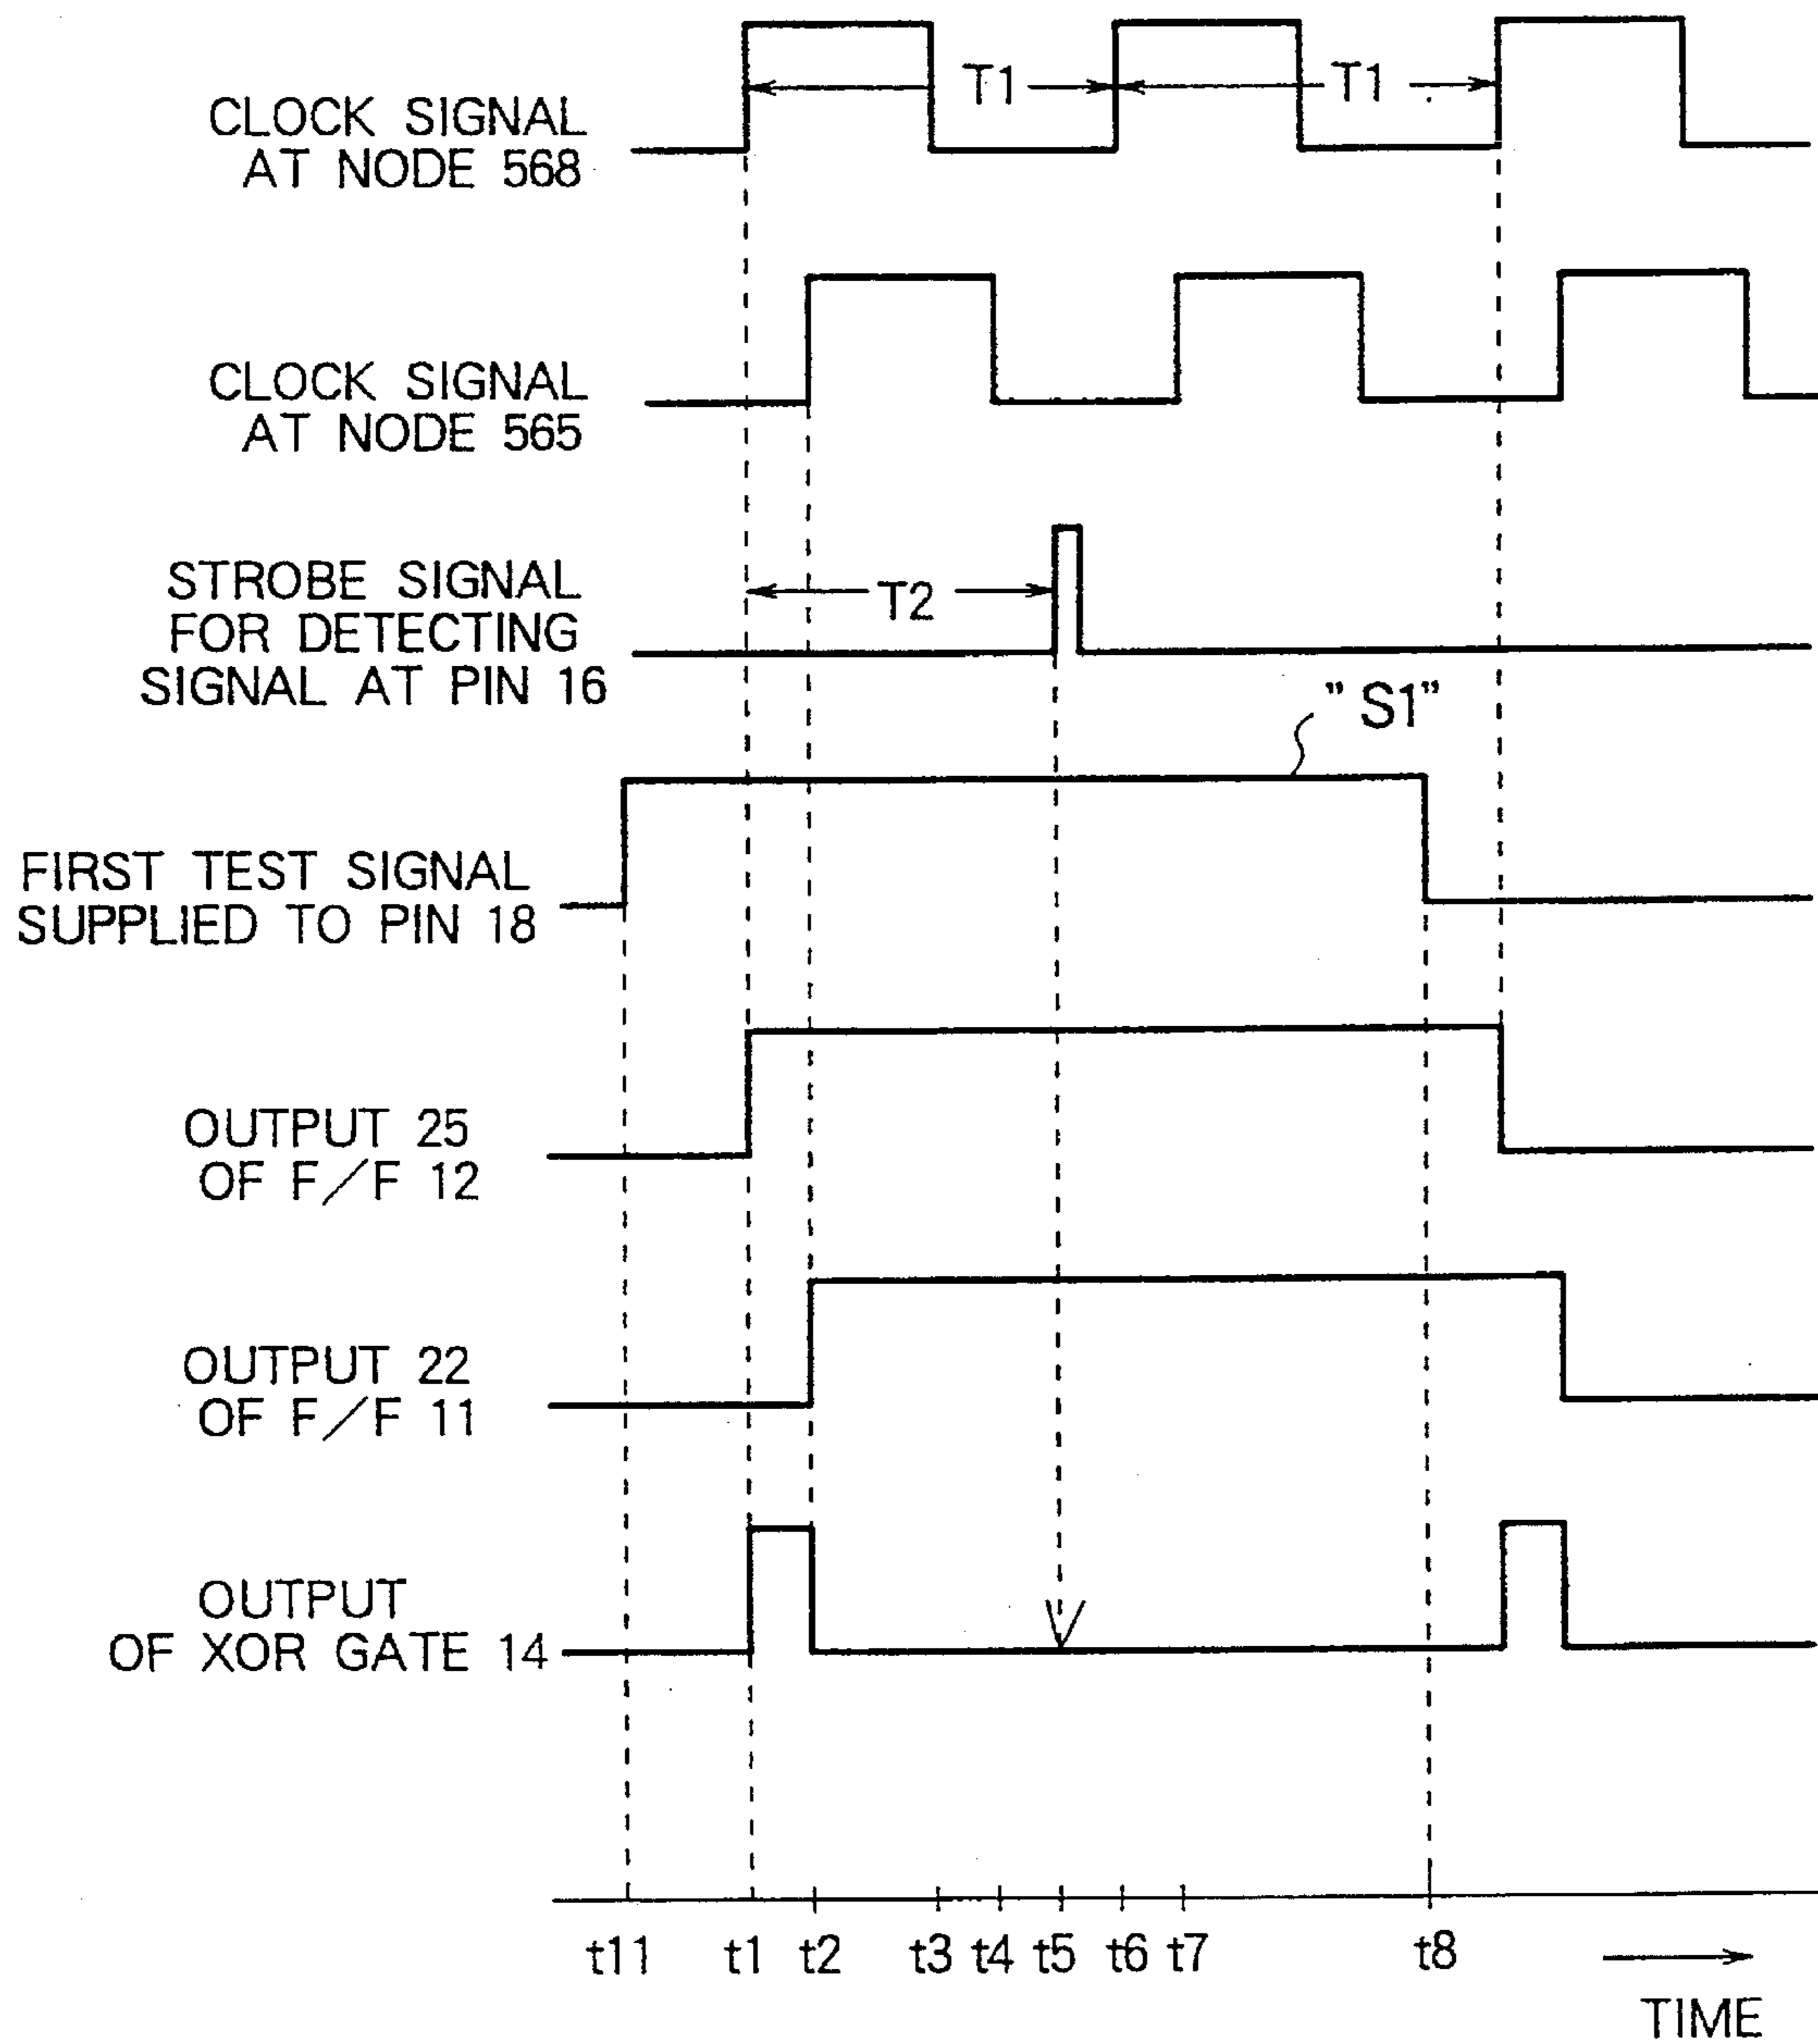 T1
T1
CLOCK SIGNAL
AT NODE 568
CLOCK SIGNAL
AT NODE 565
STROBE SIGNAL
FOR DETECTING
SIGNAL AT PIN 16
T2
"S1"
FIRST TEST SIGNAL
SUPPLIED TO PIN 18
OUTPUT 25
OF F/F 12
OUTPUT 22
OF F/F 11
OUTPUT
OF XOR GATE 14
t11 t1 t2 t3 t4 t5 t6 t7 t8
TIME